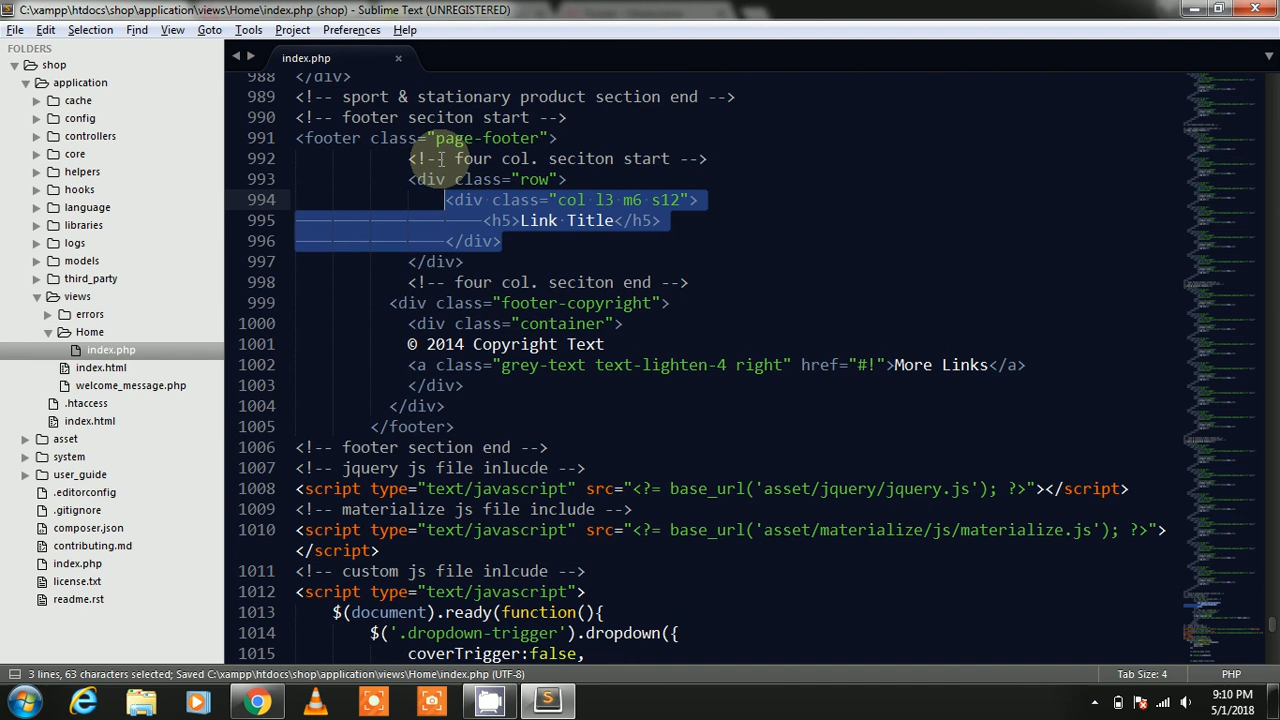 C:\xampp\htdocs\shop\application\views\Home\index.php (shop) - Sublime Text (UNREGISTERED)
File Edit Selection Find View Goto Tools Project Preferences Help
FOLDERS
shop
application
cache
config
controllers
core
helpers
hooks
language
libraries
logs
models
third_party
views
errors
Home
index.php
index.html
welcome_message.php
.htaccess
index.html
asset
system
user_guide
.editorconfig
.gitignore
composer.json
contributing.md
index.php
license.txt
readme.rst
index.php
988 </div>
989 <!-- sport & stationary product section end -->
990 <!-- footer seciton start -->
991 <footer class="page-footer">
992 <!-- four col. seciton start -->
993 <div class="row">
994 <div class="col l3 m6 s12">
995 <h5>Link Title</h5>
996 </div>
997 </div>
998 <!-- four col. seciton end -->
999 <div class="footer-copyright">
1000 <div class="container">
1001 © 2014 Copyright Text
1002 <a class="grey-text text-lighten-4 right" href="#!">More Links</a>
1003 </div>
1004 </div>
1005 </footer>
1006 <!-- footer section end -->
1007 <!-- jquery js file inlucde -->
1008 <script type="text/javascript" src="<?= base_url('asset/jquery/jquery.js'); ?>"></script>
1009 <!-- materialize js file include -->
1010 <script type="text/javascript" src="<?= base_url('asset/materialize/js/materialize.js'); ?>">
</script>
1011 <!-- custom js file inlcude -->
1012 <script type="text/javascript">
1013 $(document).ready(function(){
1014 $('.dropdown-trigger').dropdown({
1015 coverTrigger:false,
3 lines, 63 characters selected; Saved C:\xampp\htdocs\shop\application\views\Home\index.php (UTF-8)
Tab Size: 4
PHP
9:10 PM
5/1/2018